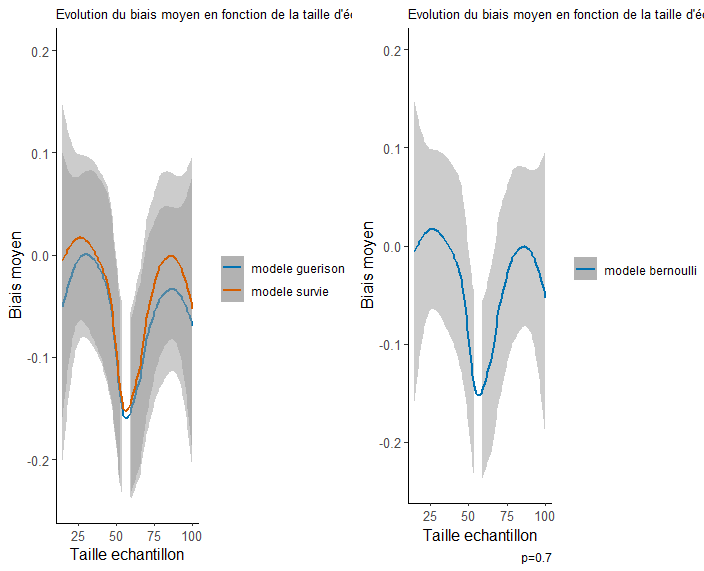 Evolution du biais moyen en fonction de la taille d'éc
0.2
0.1
0.0
-0.1
-0.2
Biais moyen
25 50 75 100
Taille echantillon
modele guerison
modele survie
Evolution du biais moyen en fonction de la taille d'éc
0.2
0.1
0.0
-0.1
-0.2
Biais moyen
25 50 75 100
Taille echantillon
p=0.7
modele bernoulli